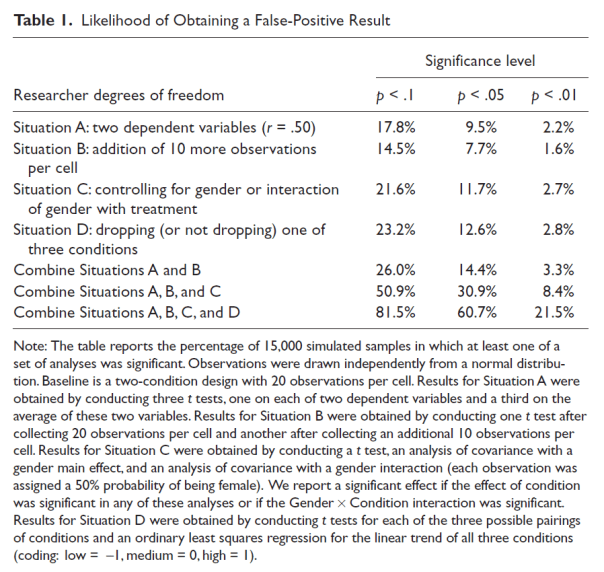 Table 1. Likelihood of Obtaining a False-Positive Result
Significance level
Researcher degrees of freedom p < .1 p < .05 p < .01
Situation A: two dependent variables (r = .50) 17.8% 9.5% 2.2%
Situation B: addition of 10 more observations 14.5% 7.7% 1.6%
per cell
Situation C: controlling for gender or interaction 21.6% 11.7% 2.7%
of gender with treatment
Situation D: dropping (or not dropping) one of 23.2% 12.6% 2.8%
three conditions
Combine Situations A and B 26.0% 14.4% 3.3%
Combine Situations A, B, and C 50.9% 30.9% 8.4%
Combine Situations A, B, C, and D 81.5% 60.7% 21.5%
Note: The table reports the percentage of 15,000 simulated samples in which at least one of a
set of analyses was significant. Observations were drawn independently from a normal distribu-
tion. Baseline is a two-condition design with 20 observations per cell. Results for Situation A were
obtained by conducting three t tests, one on each of two dependent variables and a third on the
average of these two variables. Results for Situation B were obtained by conducting one t test after
collecting 20 observations per cell and another after collecting an additional 10 observations per
cell. Results for Situation C were obtained by conducting a t test, an analysis of covariance with a
gender main effect, and an analysis of covariance with a gender interaction (each observation was
assigned a 50% probability of being female). We report a significant effect if the effect of condition
was significant in any of these analyses or if the Gender × Condition interaction was significant.
Results for Situation D were obtained by conducting t tests for each of the three possible pairings
of conditions and an ordinary least squares regression for the linear trend of all three conditions
(coding: low = −1, medium = 0, high = 1).